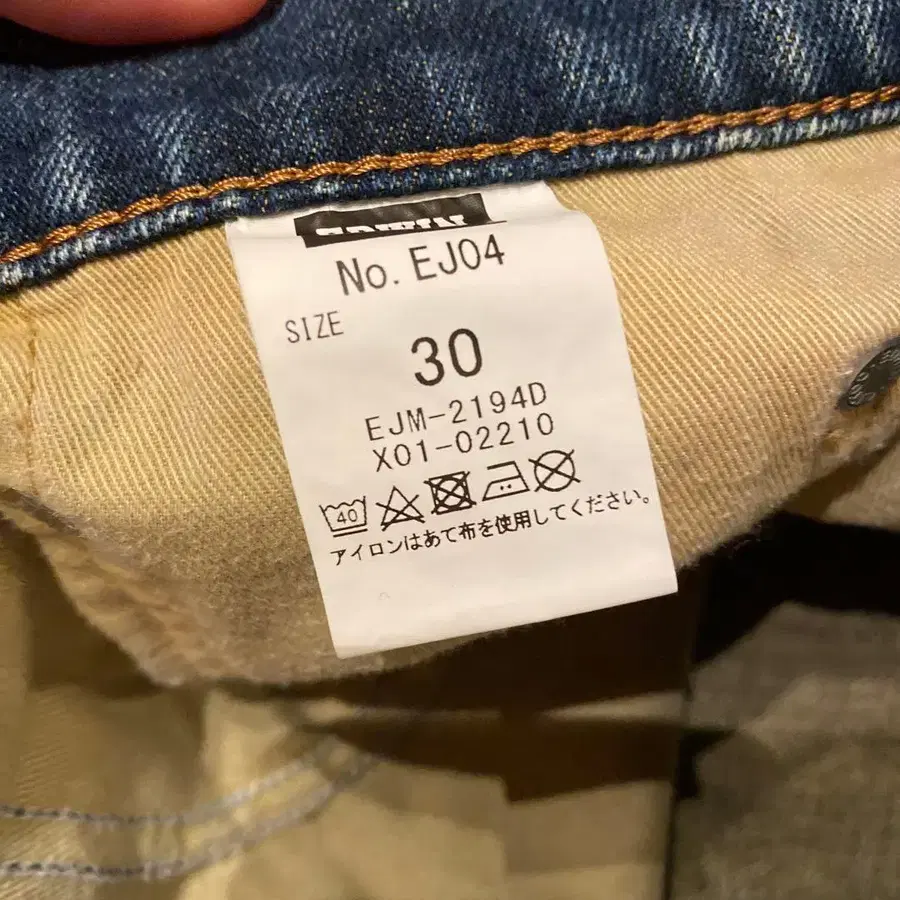 EDWIN
No. EJ04
SIZE
30
EJM-2194D
X01-02210
40
アイロンはあて布を使用してください。